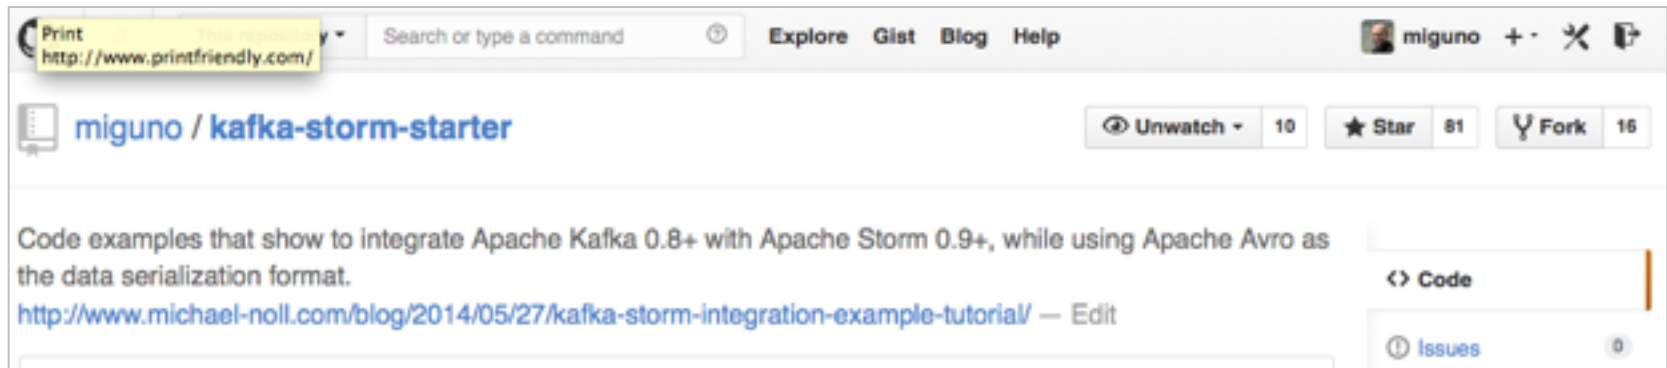 Print
http://www.printfriendly.com/
This repository
Search or type a command
Explore Gist Blog Help
miguno
miguno / kafka-storm-starter
Unwatch 10
Star 81
Fork 16
Code examples that show to integrate Apache Kafka 0.8+ with Apache Storm 0.9+, while using Apache Avro as
the data serialization format.
http://www.michael-noll.com/blog/2014/05/27/kafka-storm-integration-example-tutorial/ — Edit
<> Code
Issues 0